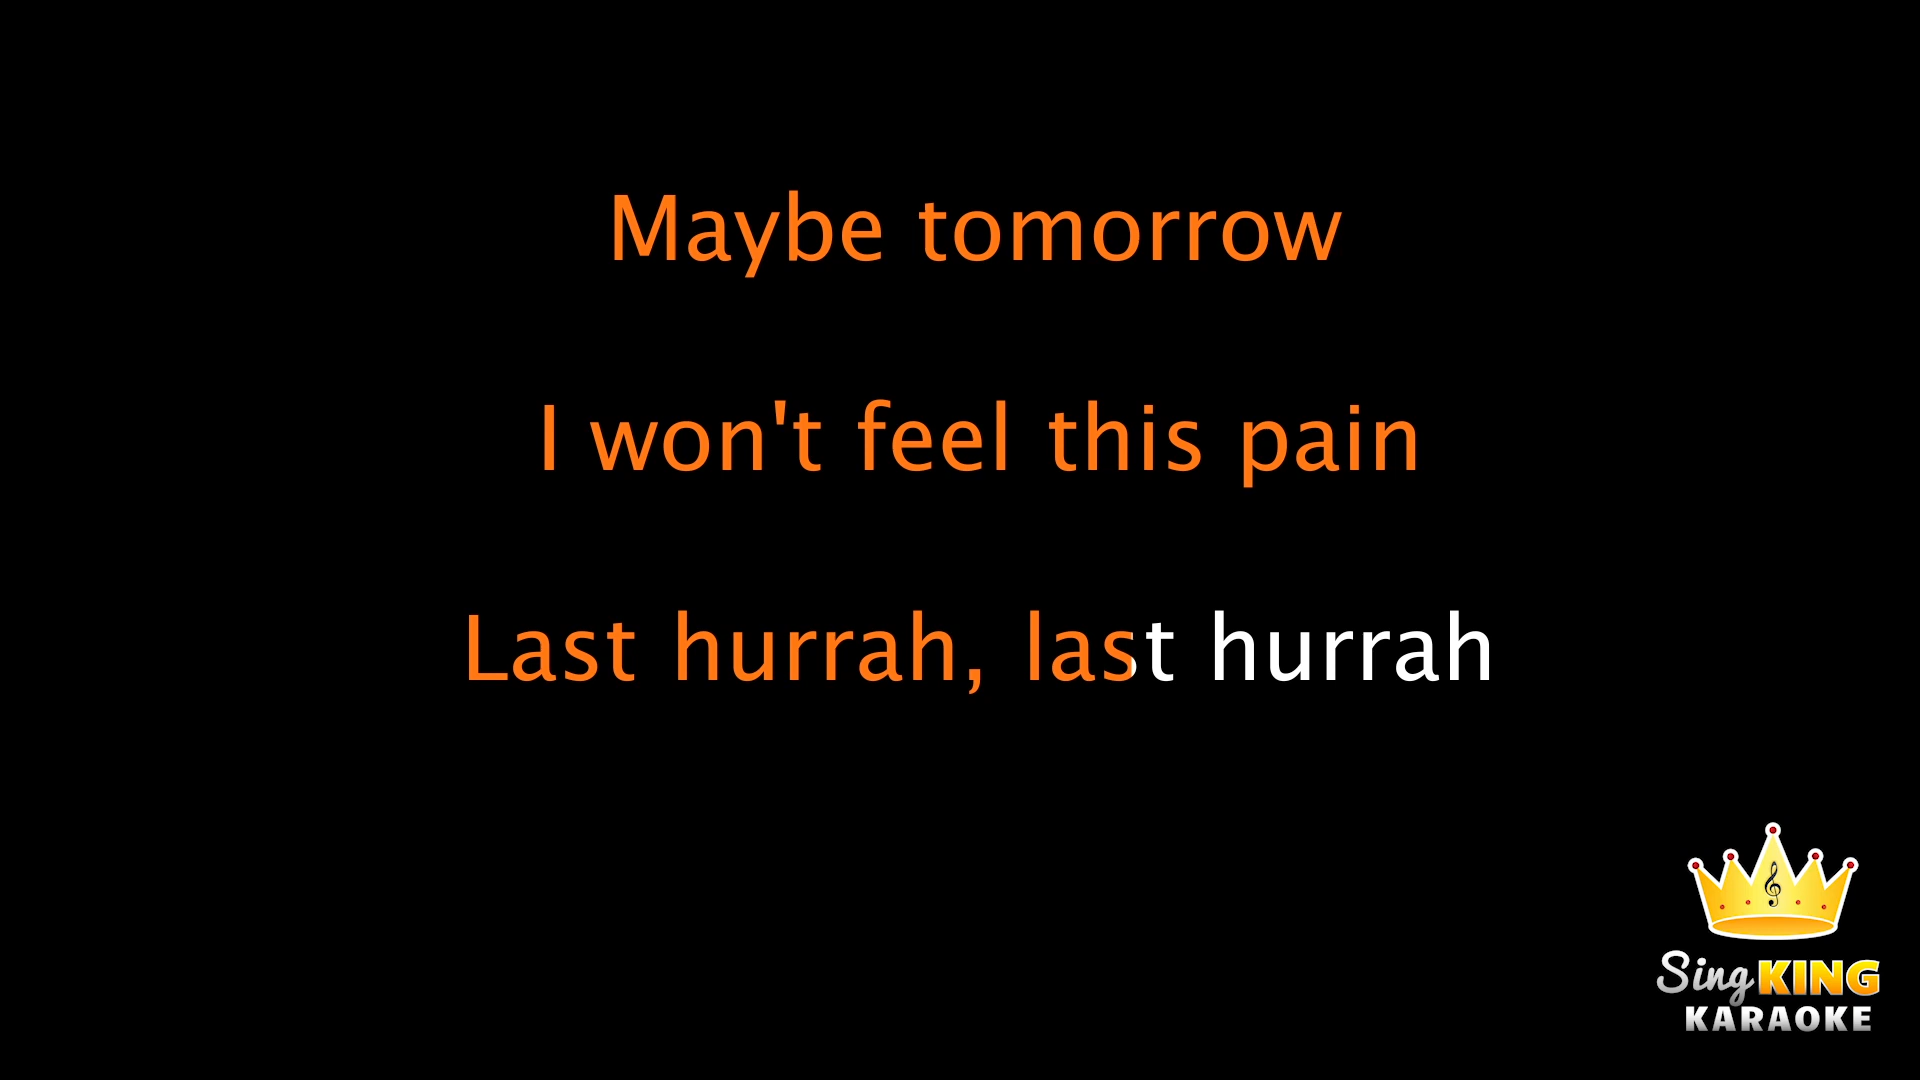 Maybe tomorrow
I won't feel this pain
Last hurrah, last hurrah
Sing KING
KARAOKE